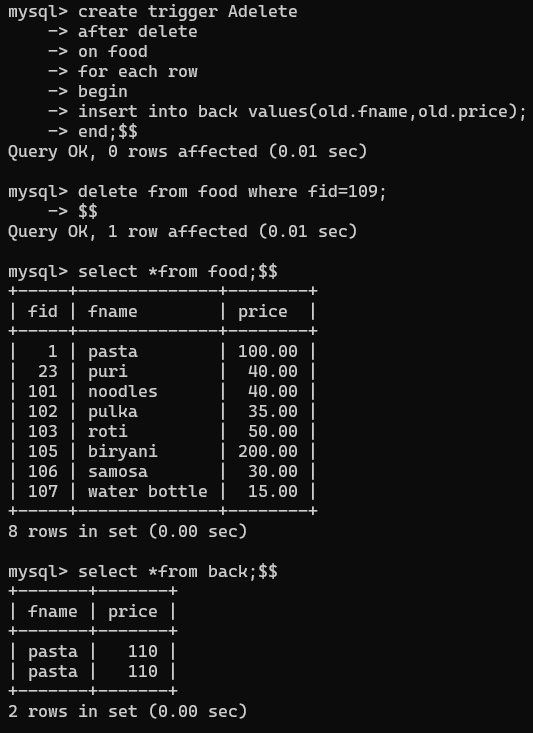 mysql> create trigger Adelete
    -> after delete
    -> on food
    -> for each row
    -> begin
    -> insert into back values(old.fname,old.price);
    -> end;$$
Query OK, 0 rows affected (0.01 sec)

mysql> delete from food where fid=109;
    -> $$
Query OK, 1 row affected (0.01 sec)

mysql> select *from food;$$
+-----+--------------+--------+
| fid | fname        | price  |
+-----+--------------+--------+
|   1 | pasta        | 100.00 |
|  23 | puri         |  40.00 |
| 101 | noodles      |  40.00 |
| 102 | pulka        |  35.00 |
| 103 | roti         |  50.00 |
| 105 | biryani      | 200.00 |
| 106 | samosa       |  30.00 |
| 107 | water bottle |  15.00 |
+-----+--------------+--------+
8 rows in set (0.00 sec)

mysql> select *from back;$$
+-------+-------+
| fname | price |
+-------+-------+
| pasta |   110 |
| pasta |   110 |
+-------+-------+
2 rows in set (0.00 sec)